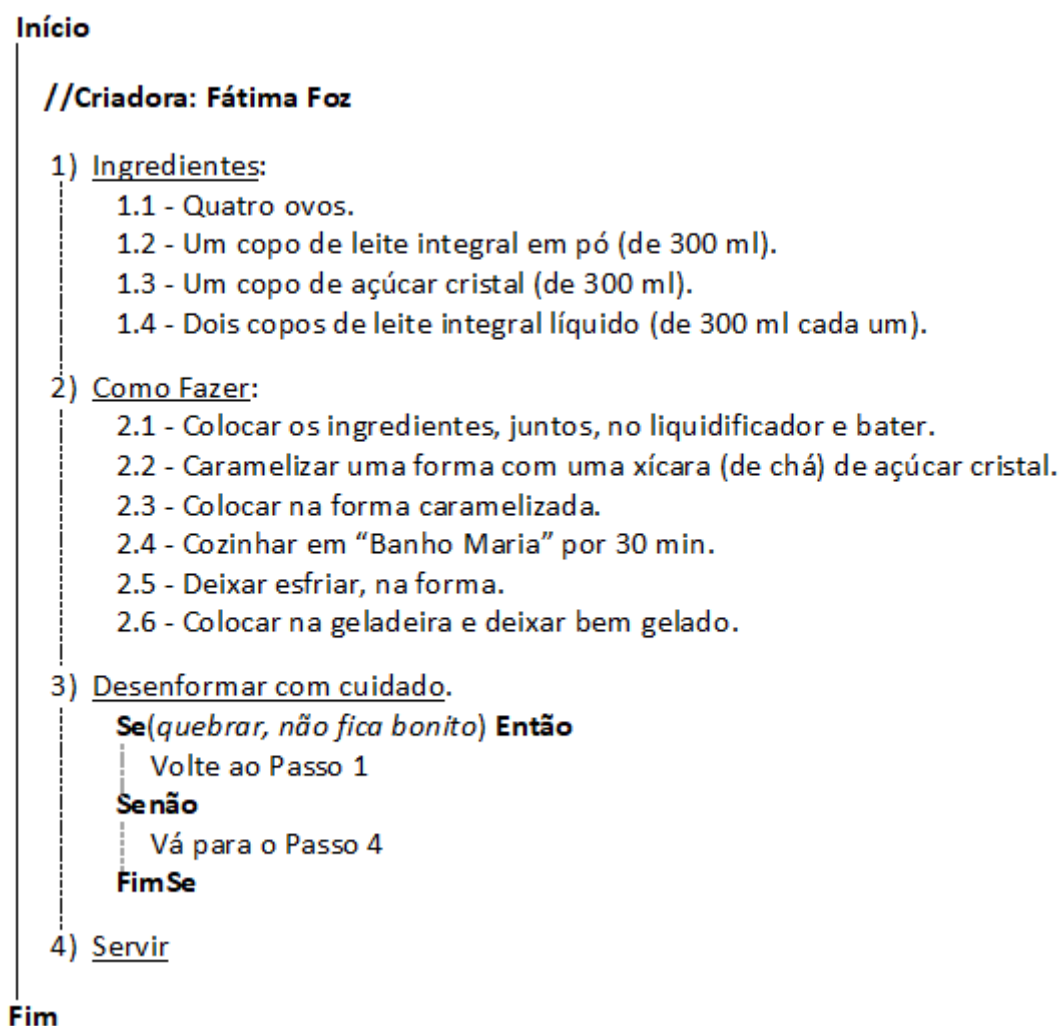 Início
//Criadora: Fátima Foz
1) Ingredientes:
1.1 - Quatro ovos.
1.2 - Um copo de leite integral em pó (de 300 ml).
1.3 - Um copo de açúcar cristal (de 300 ml).
1.4 - Dois copos de leite integral líquido (de 300 ml cada um).
2) Como Fazer:
2.1 - Colocar os ingredientes, juntos, no liquidificador e bater.
2.2 - Caramelizar uma forma com uma xícara (de chá) de açúcar cristal.
2.3 - Colocar na forma caramelizada.
2.4 - Cozinhar em “Banho Maria” por 30 min.
2.5 - Deixar esfriar, na forma.
2.6 - Colocar na geladeira e deixar bem gelado.
3) Desenformar com cuidado.
Se(quebrar, não fica bonito) Então
Volte ao Passo 1
Senão
Vá para o Passo 4
FimSe
4) Servir
Fim